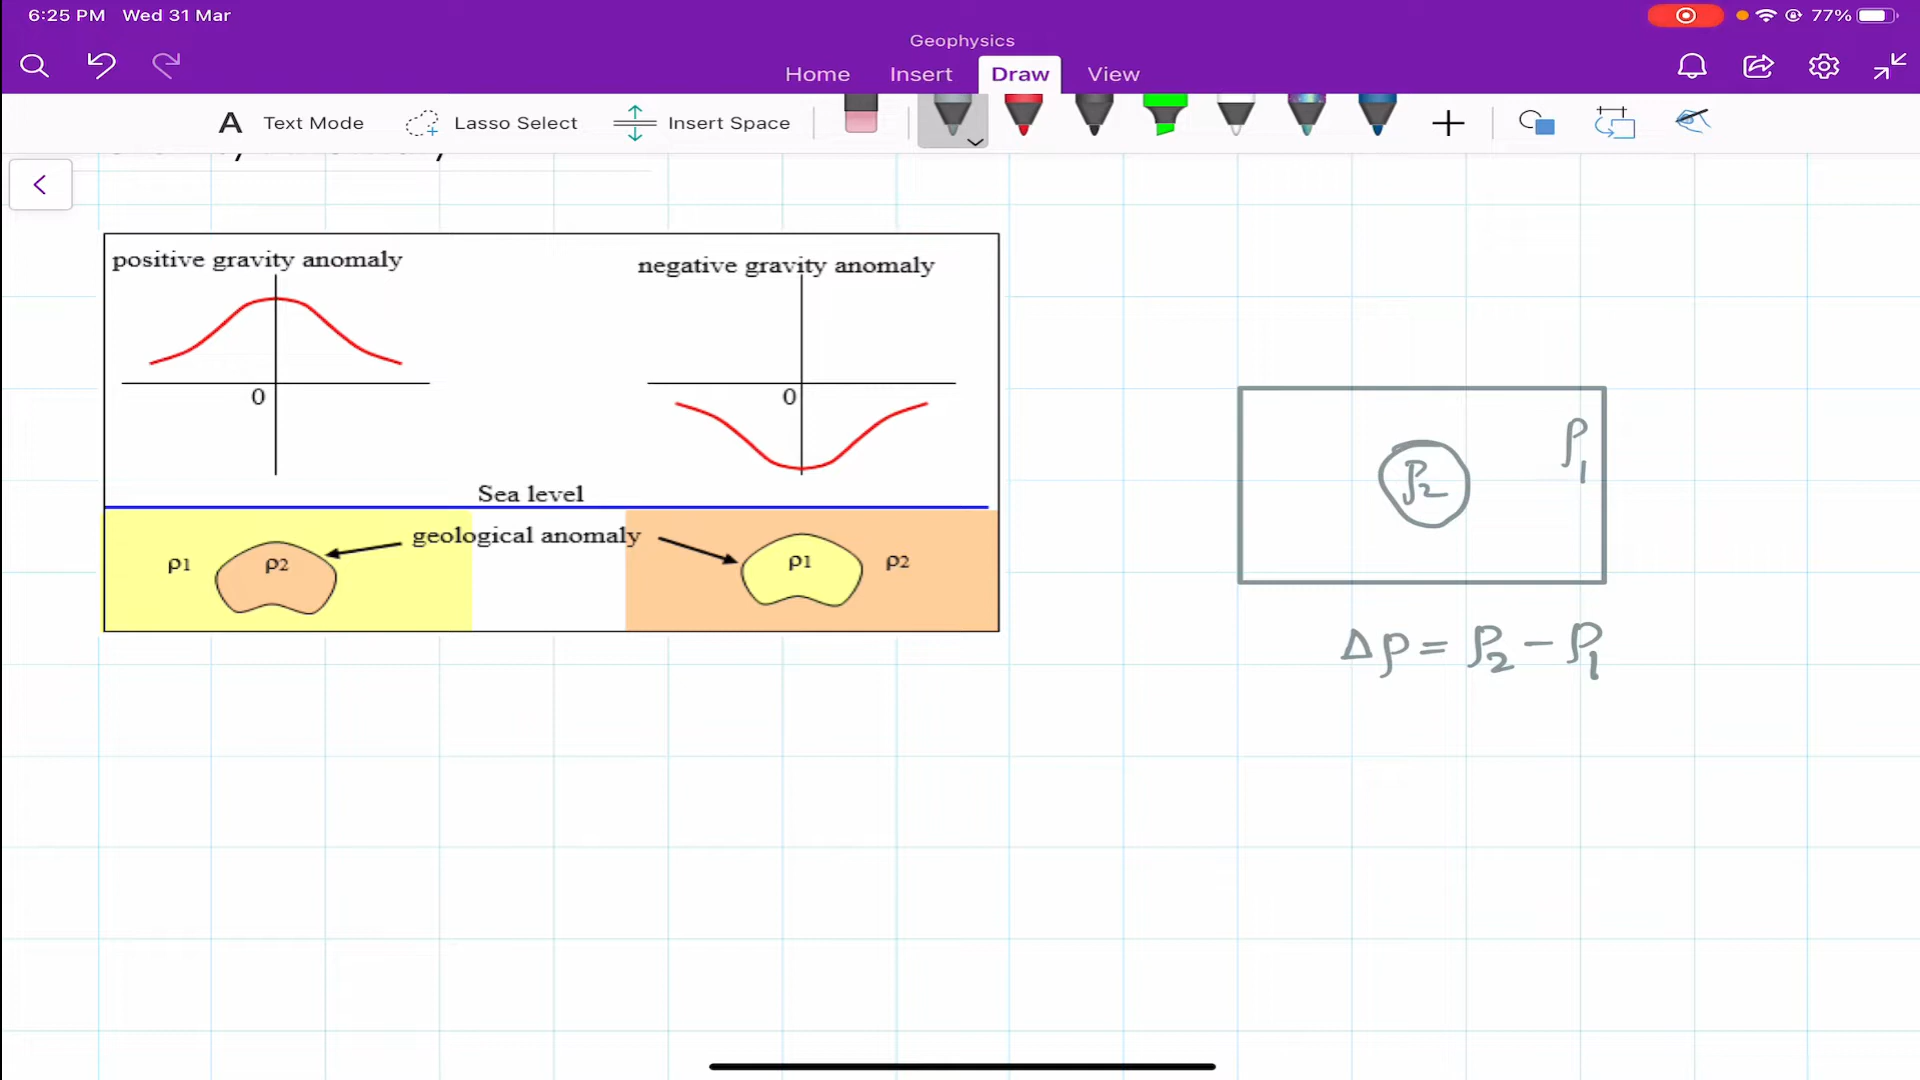 6:25 PM Wed 31 Mar
77%
Geophysics
Home Insert Draw View
A Text Mode Lasso Select Insert Space
positive gravity anomaly
negative gravity anomaly
0
0
Sea level
geological anomaly
ρ1 ρ2 ρ1 ρ2
ρ1
ρ2
Δρ = ρ2 − ρ1